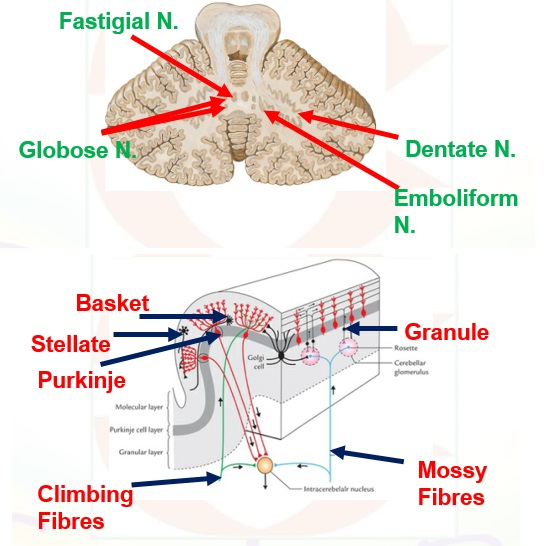 Fastigial N.
Globose N.
Dentate N.
Emboliform
N.
Basket
Stellate
Purkinje
Granule
Golgi
cell
Rosette
Cerebellar
glomerulus
Molecular layer
Purkinje cell layer
Granular layer
Mossy
Fibres
Climbing
Fibres
Intracerebelalr nucleus